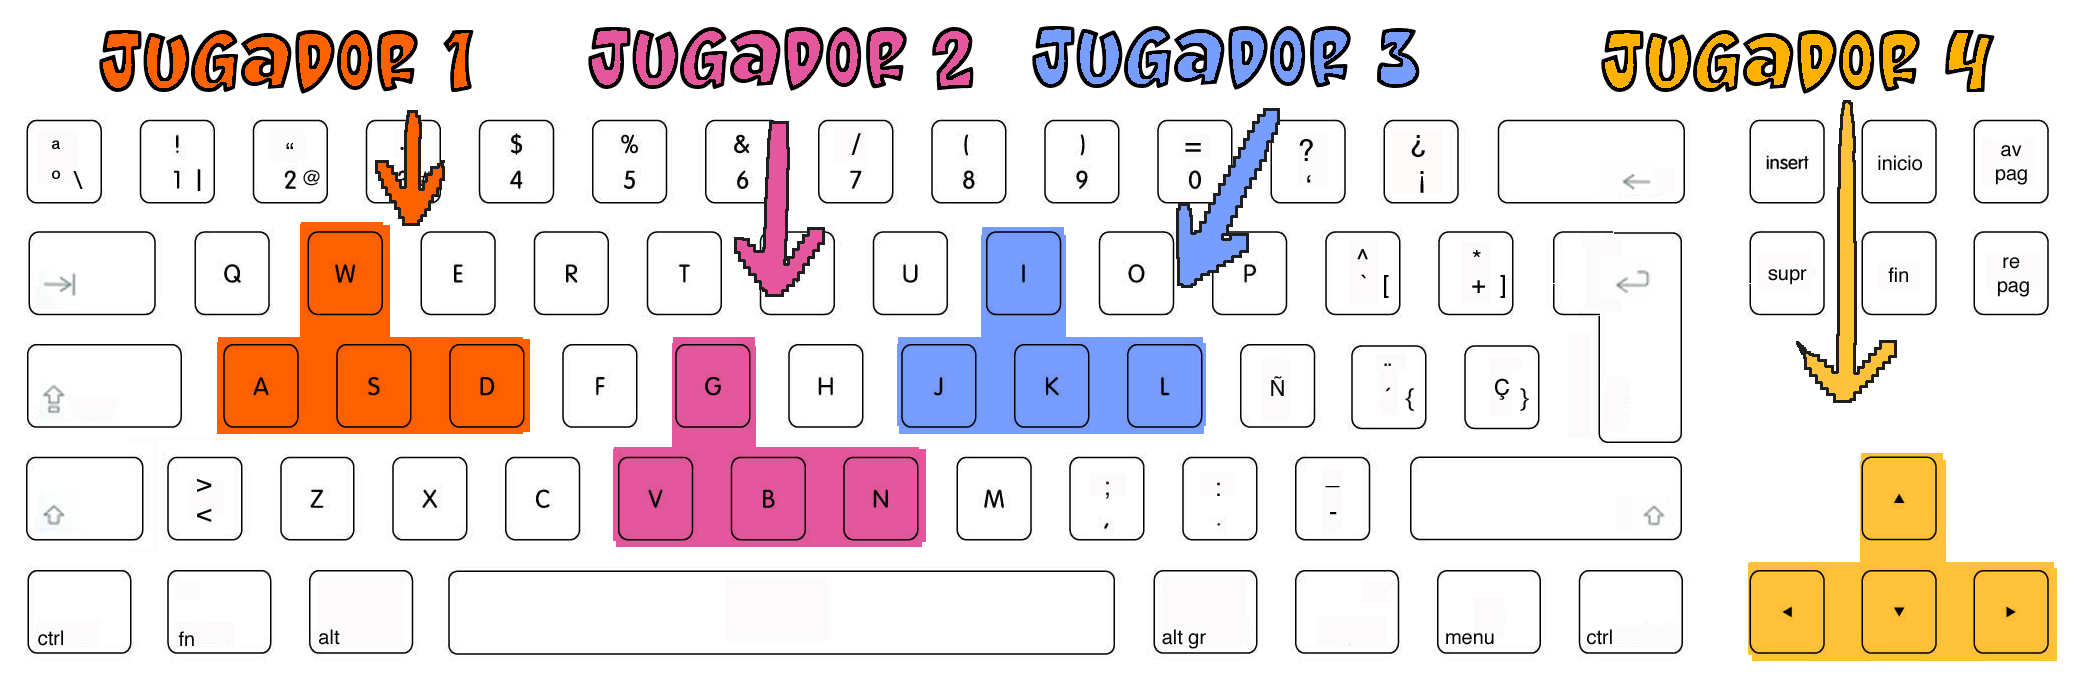 JUGADOR 1 JUGADOR 2 JUGADOR 3 JUGADOR 4
ª ! “ $ % & / ( ) = ? ¿
º \ 1 | 2 @ 4 5 6 7 8 9 0 ‘ ¡ ← insert inicio av pag
Q W E R T U I O P ^ ` [ * + ] supr fin re pag
A S D F G H J K L Ñ ¨ ´ { Ç }
> < Z X C V B N M ; , : . _ - ▲
ctrl fn alt alt gr menu ctrl ◄ ▼ ►